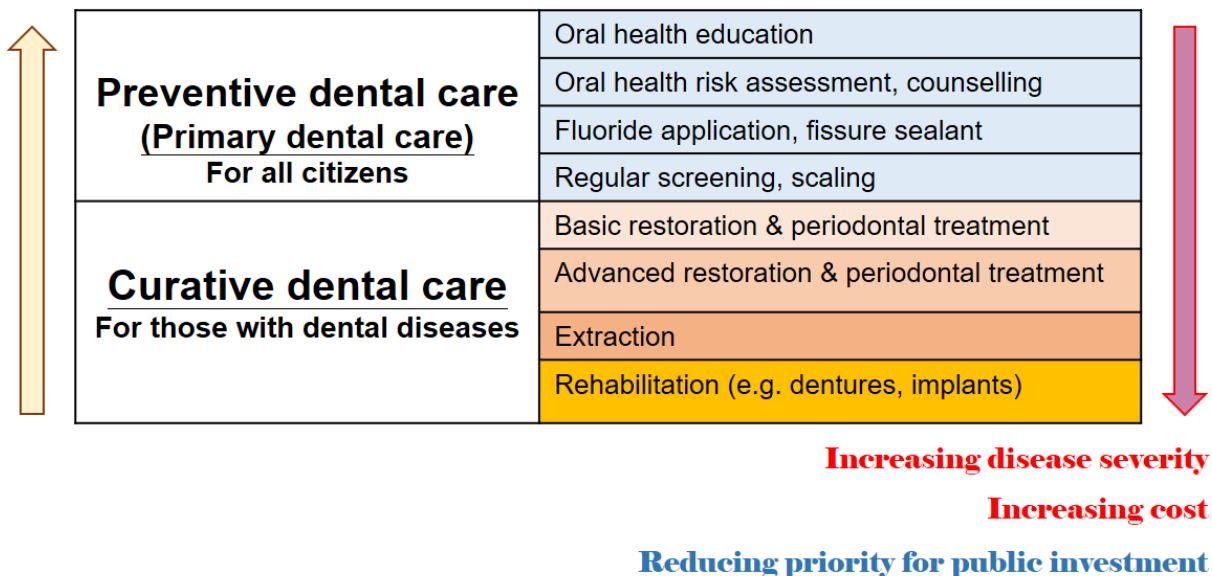 Preventive dental care
(Primary dental care)
For all citizens
Oral health education
Oral health risk assessment, counselling
Fluoride application, fissure sealant
Regular screening, scaling
Curative dental care
For those with dental diseases
Basic restoration & periodontal treatment
Advanced restoration & periodontal treatment
Extraction
Rehabilitation (e.g. dentures, implants)
Increasing disease severity
Increasing cost
Reducing priority for public investment